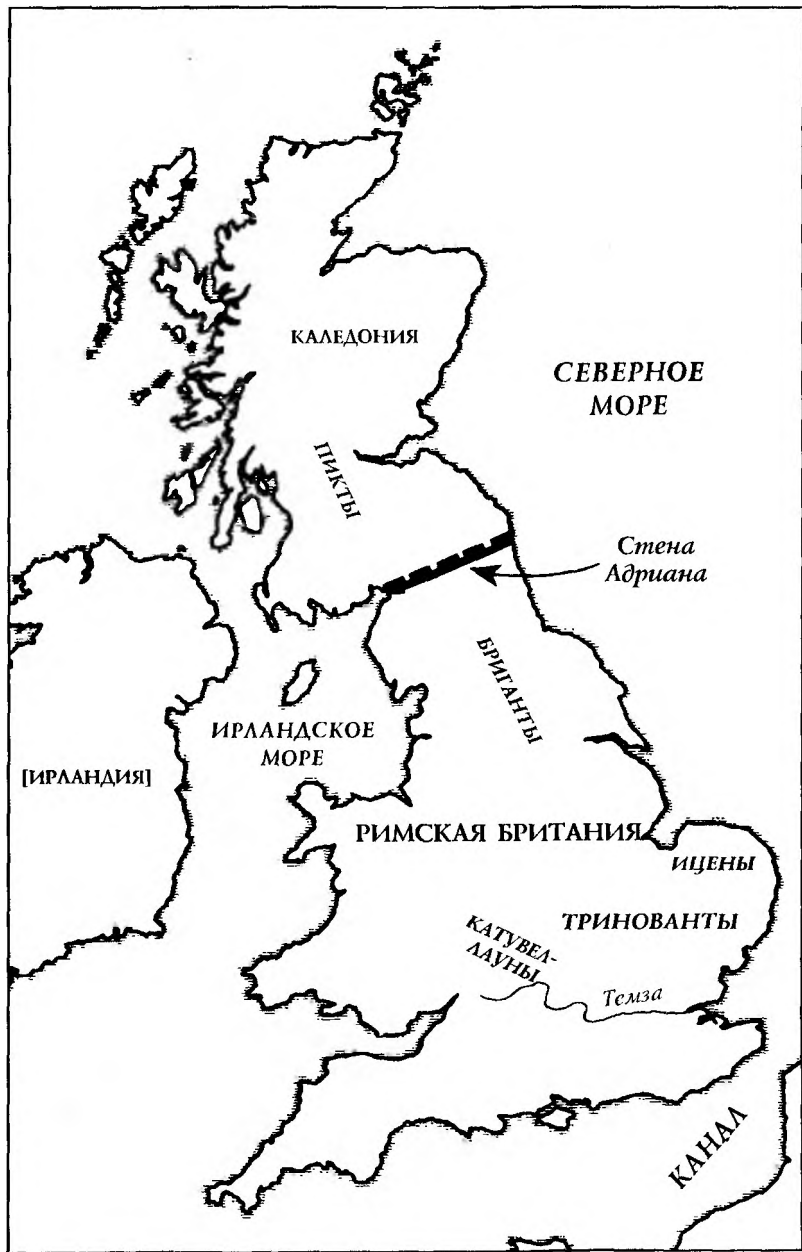 КАЛЕДОНИЯ
СЕВЕРНОЕ
МОРЕ
ПИКТЫ
Стена
Адриана
БРИГАНТЫ
ИРЛАНДСКОЕ
МОРЕ
[ИРЛАНДИЯ]
РИМСКАЯ БРИТАНИЯ
ИЦЕНЫ
ТРИНОВАНТЫ
КАТУВЕЛ-
ЛАУНЫ
Темза
КАНАЛ